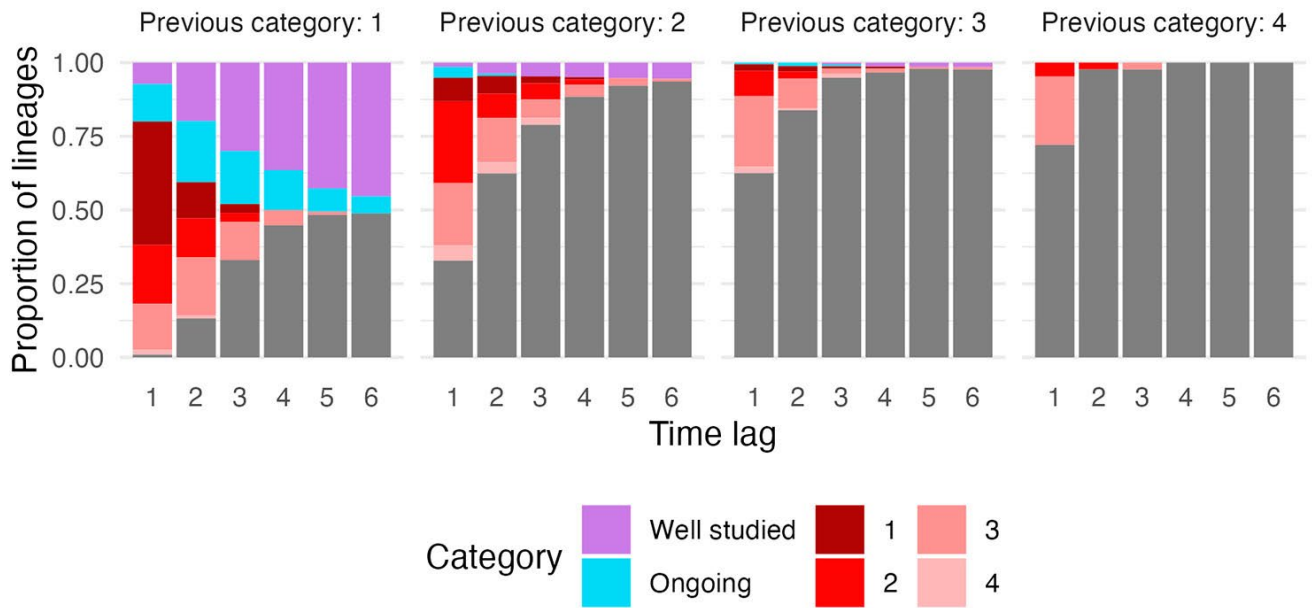 Previous category: 1 Previous category: 2 Previous category: 3 Previous category: 4
Proportion of lineages
1.00
0.75
0.50
0.25
0.00
1 2 3 4 5 6 1 2 3 4 5 6 1 2 3 4 5 6 1 2 3 4 5 6
Time lag
Category
Well studied 1 3
Ongoing 2 4